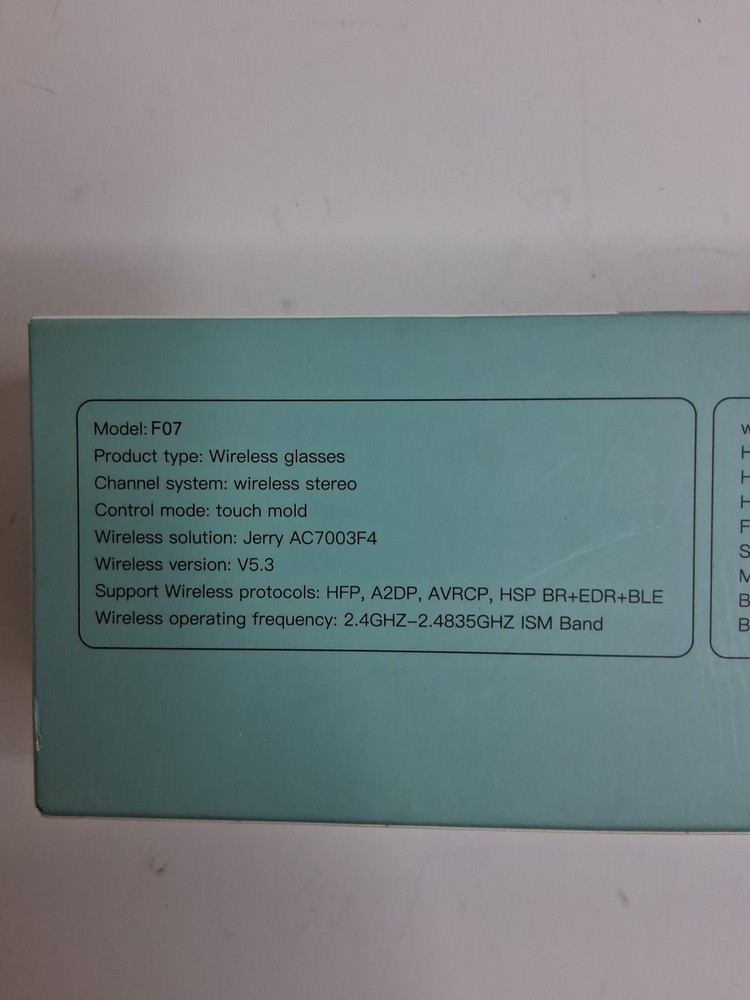 Model: F07
Product type: Wireless glasses
Channel system: wireless stereo
Control mode: touch mold
Wireless solution: Jerry AC7003F4
Wireless version: V5.3
Support Wireless protocols: HFP, A2DP, AVRCP, HSP BR+EDR+BLE
Wireless operating frequency: 2.4GHZ-2.4835GHZ ISM Band